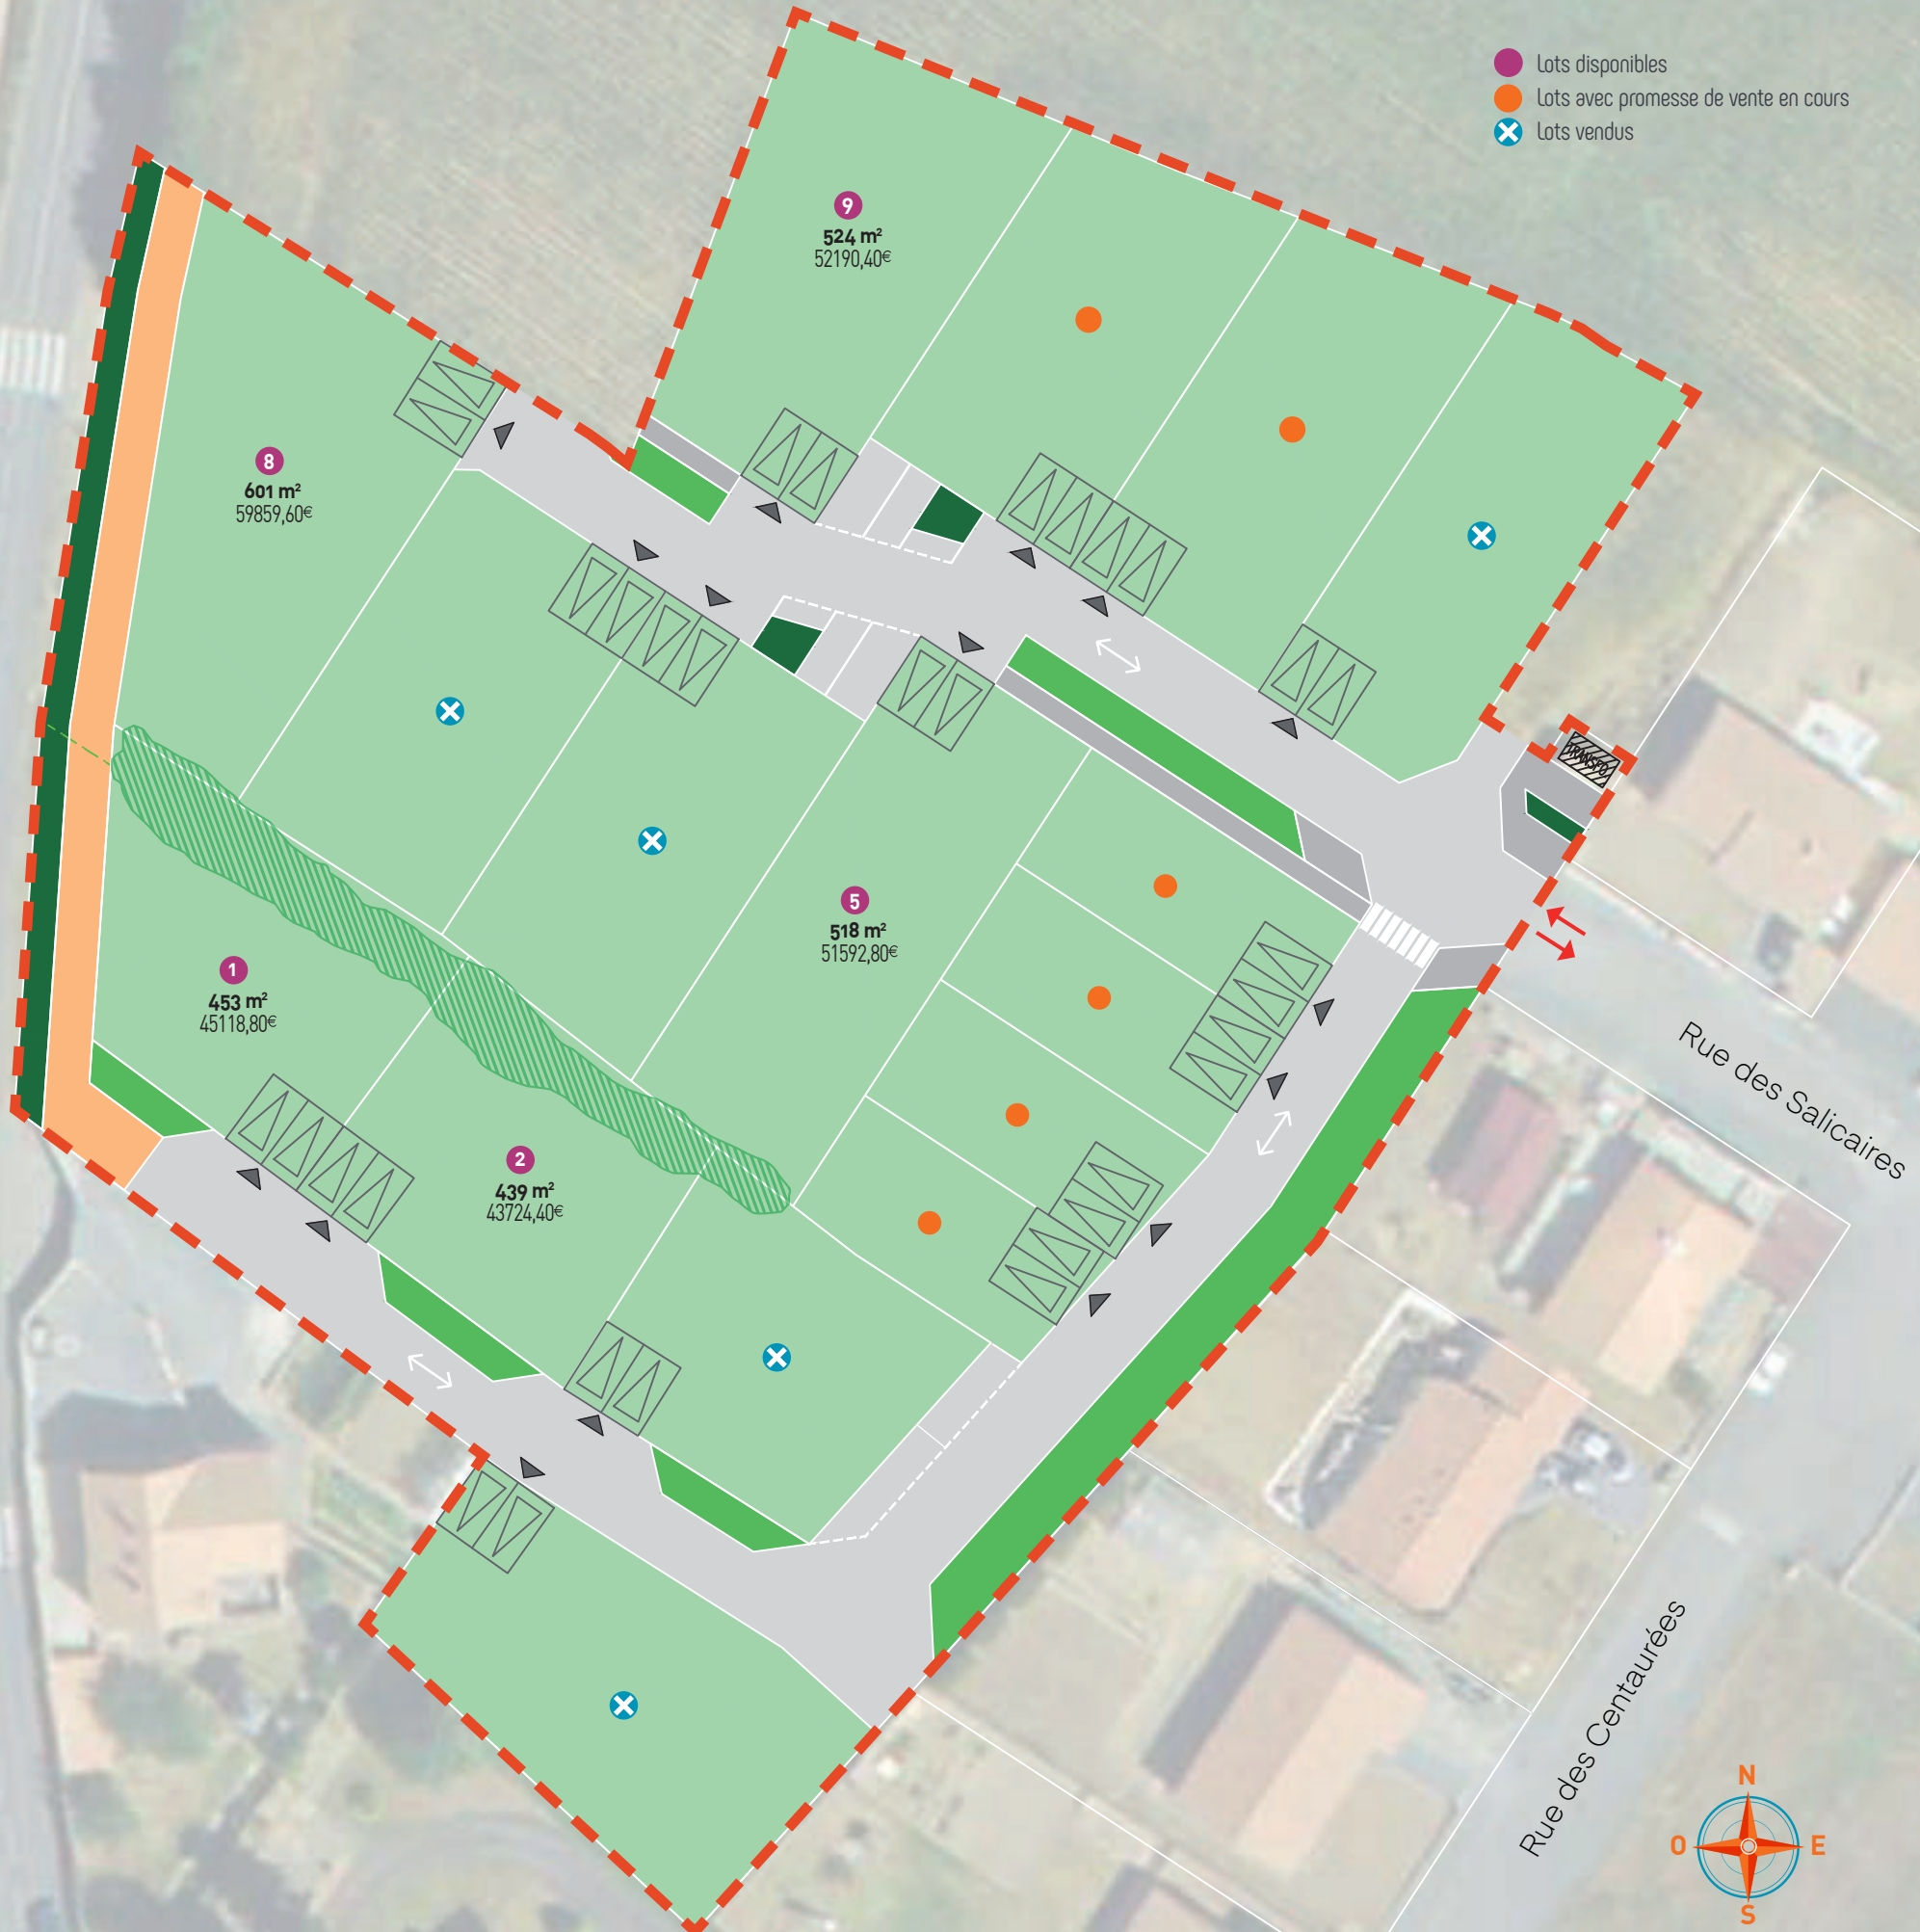 Lots disponibles
Lots avec promesse de vente en cours
Lots vendus
9
524 m²
52190,40€
8
601 m²
59859,60€
TRANSFO
5
518 m²
51592,80€
1
453 m²
45118,80€
Rue des Salicaires
2
439 m²
43724,40€
Rue des Centaurées
N
O
E
S